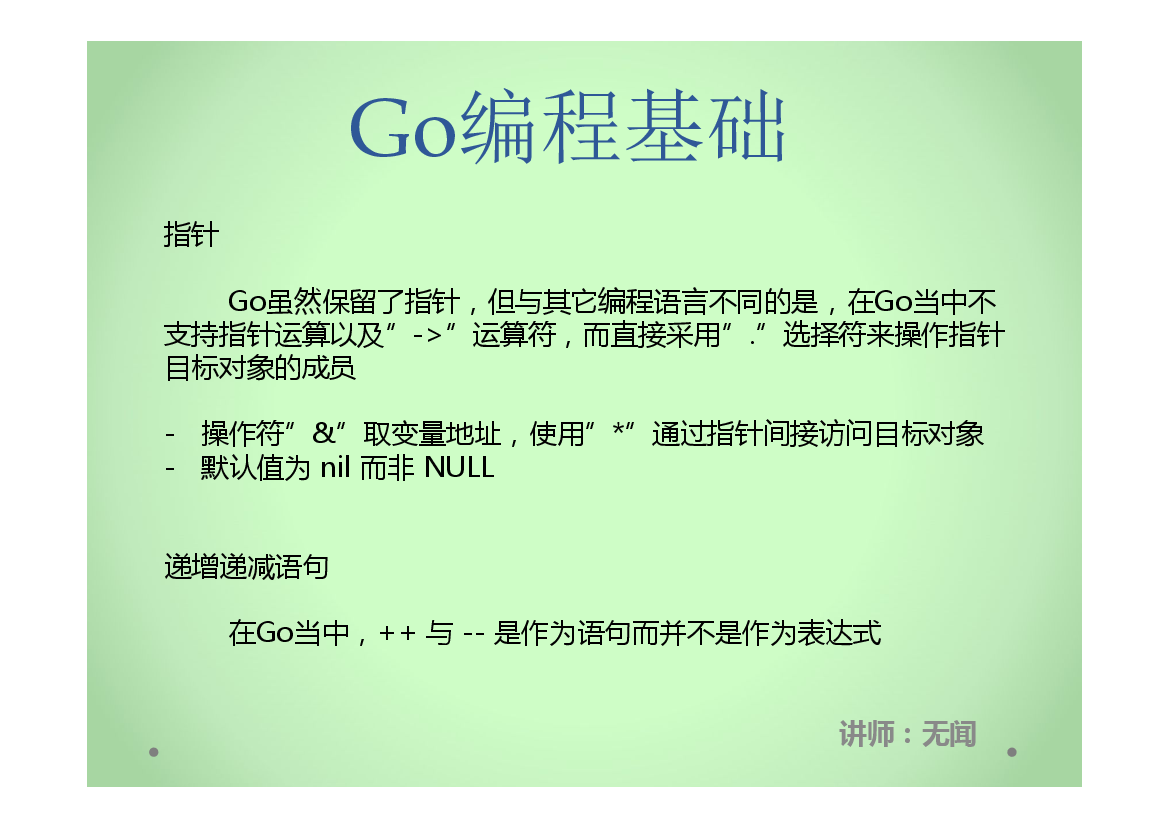 Go编程基础
指针
Go虽然保留了指针，但与其它编程语言不同的是，在Go当中不
支持指针运算以及”->”运算符，而直接采用”.”选择符来操作指针
目标对象的成员
- 操作符”&”取变量地址，使用”*”通过指针间接访问目标对象
- 默认值为 nil 而非 NULL
递增递减语句
在Go当中，++ 与 -- 是作为语句而并不是作为表达式
讲师：无闻